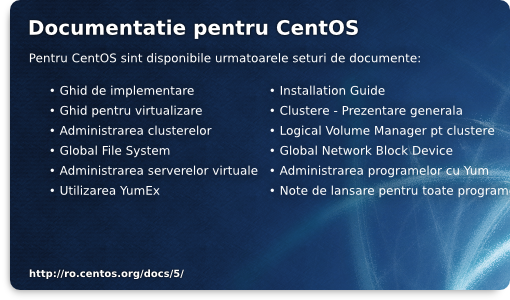 Documentatie pentru CentOS
Pentru CentOS sint disponibile urmatoarele seturi de documente:
• Ghid de implementare
• Ghid pentru virtualizare
• Administrarea clusterelor
• Global File System
• Administrarea serverelor virtuale
• Utilizarea YumEx
• Installation Guide
• Clustere - Prezentare generala
• Logical Volume Manager pt clustere
• Global Network Block Device
• Administrarea programelor cu Yum
• Note de lansare pentru toate program
http://ro.centos.org/docs/5/